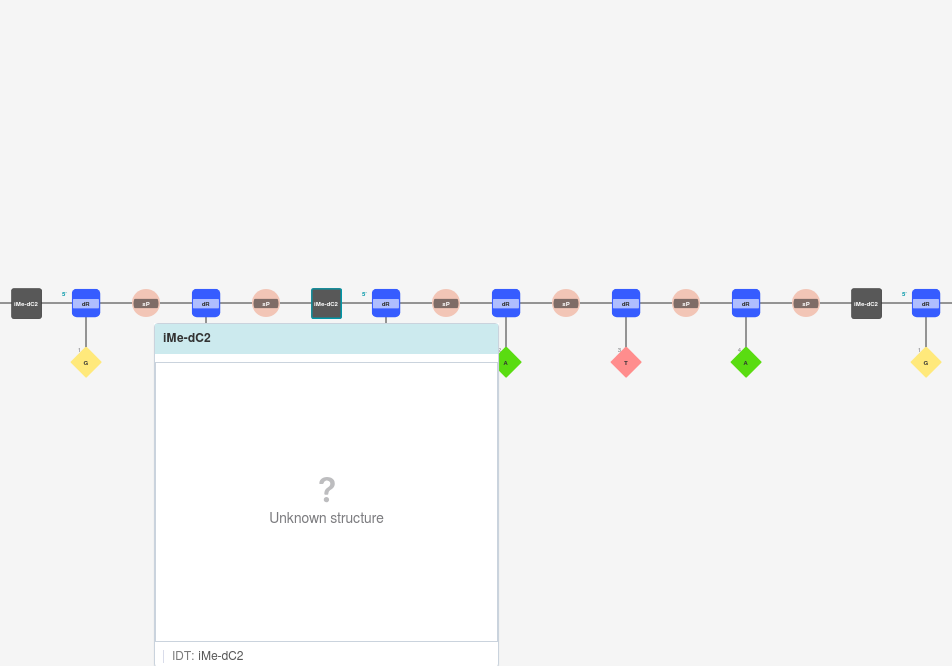 5' 5' 5'
iMe-dC2 dR sP dR sP iMe-dC2 dR sP dR sP dR sP dR sP iMe-dC2 dR
iMe-dC2
1 3 4 1
G A T A G
?
Unknown structure
IDT: iMe-dC2